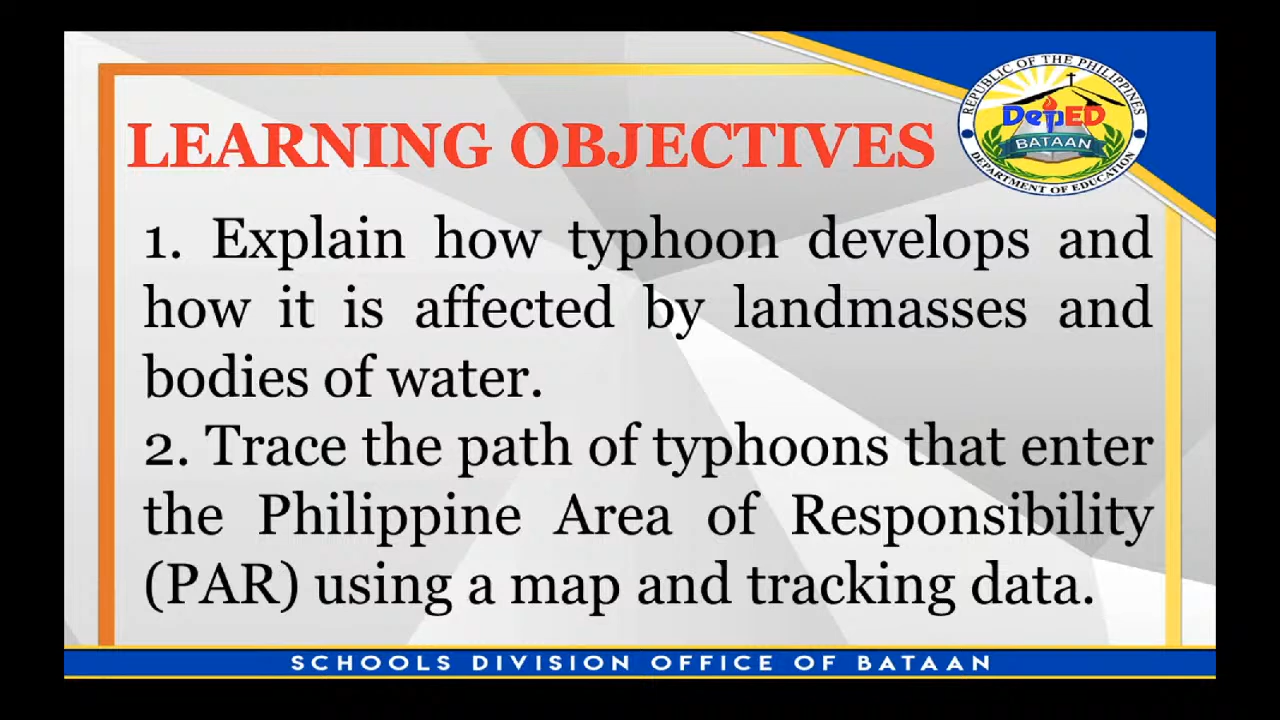 LEARNING OBJECTIVES
REPUBLIC OF THE PHILIPPINES
DepED
BATAAN
DEPARTMENT OF EDUCATION
1. Explain how typhoon develops and
how it is affected by landmasses and
bodies of water.
2. Trace the path of typhoons that enter
the Philippine Area of Responsibility
(PAR) using a map and tracking data.
SCHOOLS DIVISION OFFICE OF BATAAN